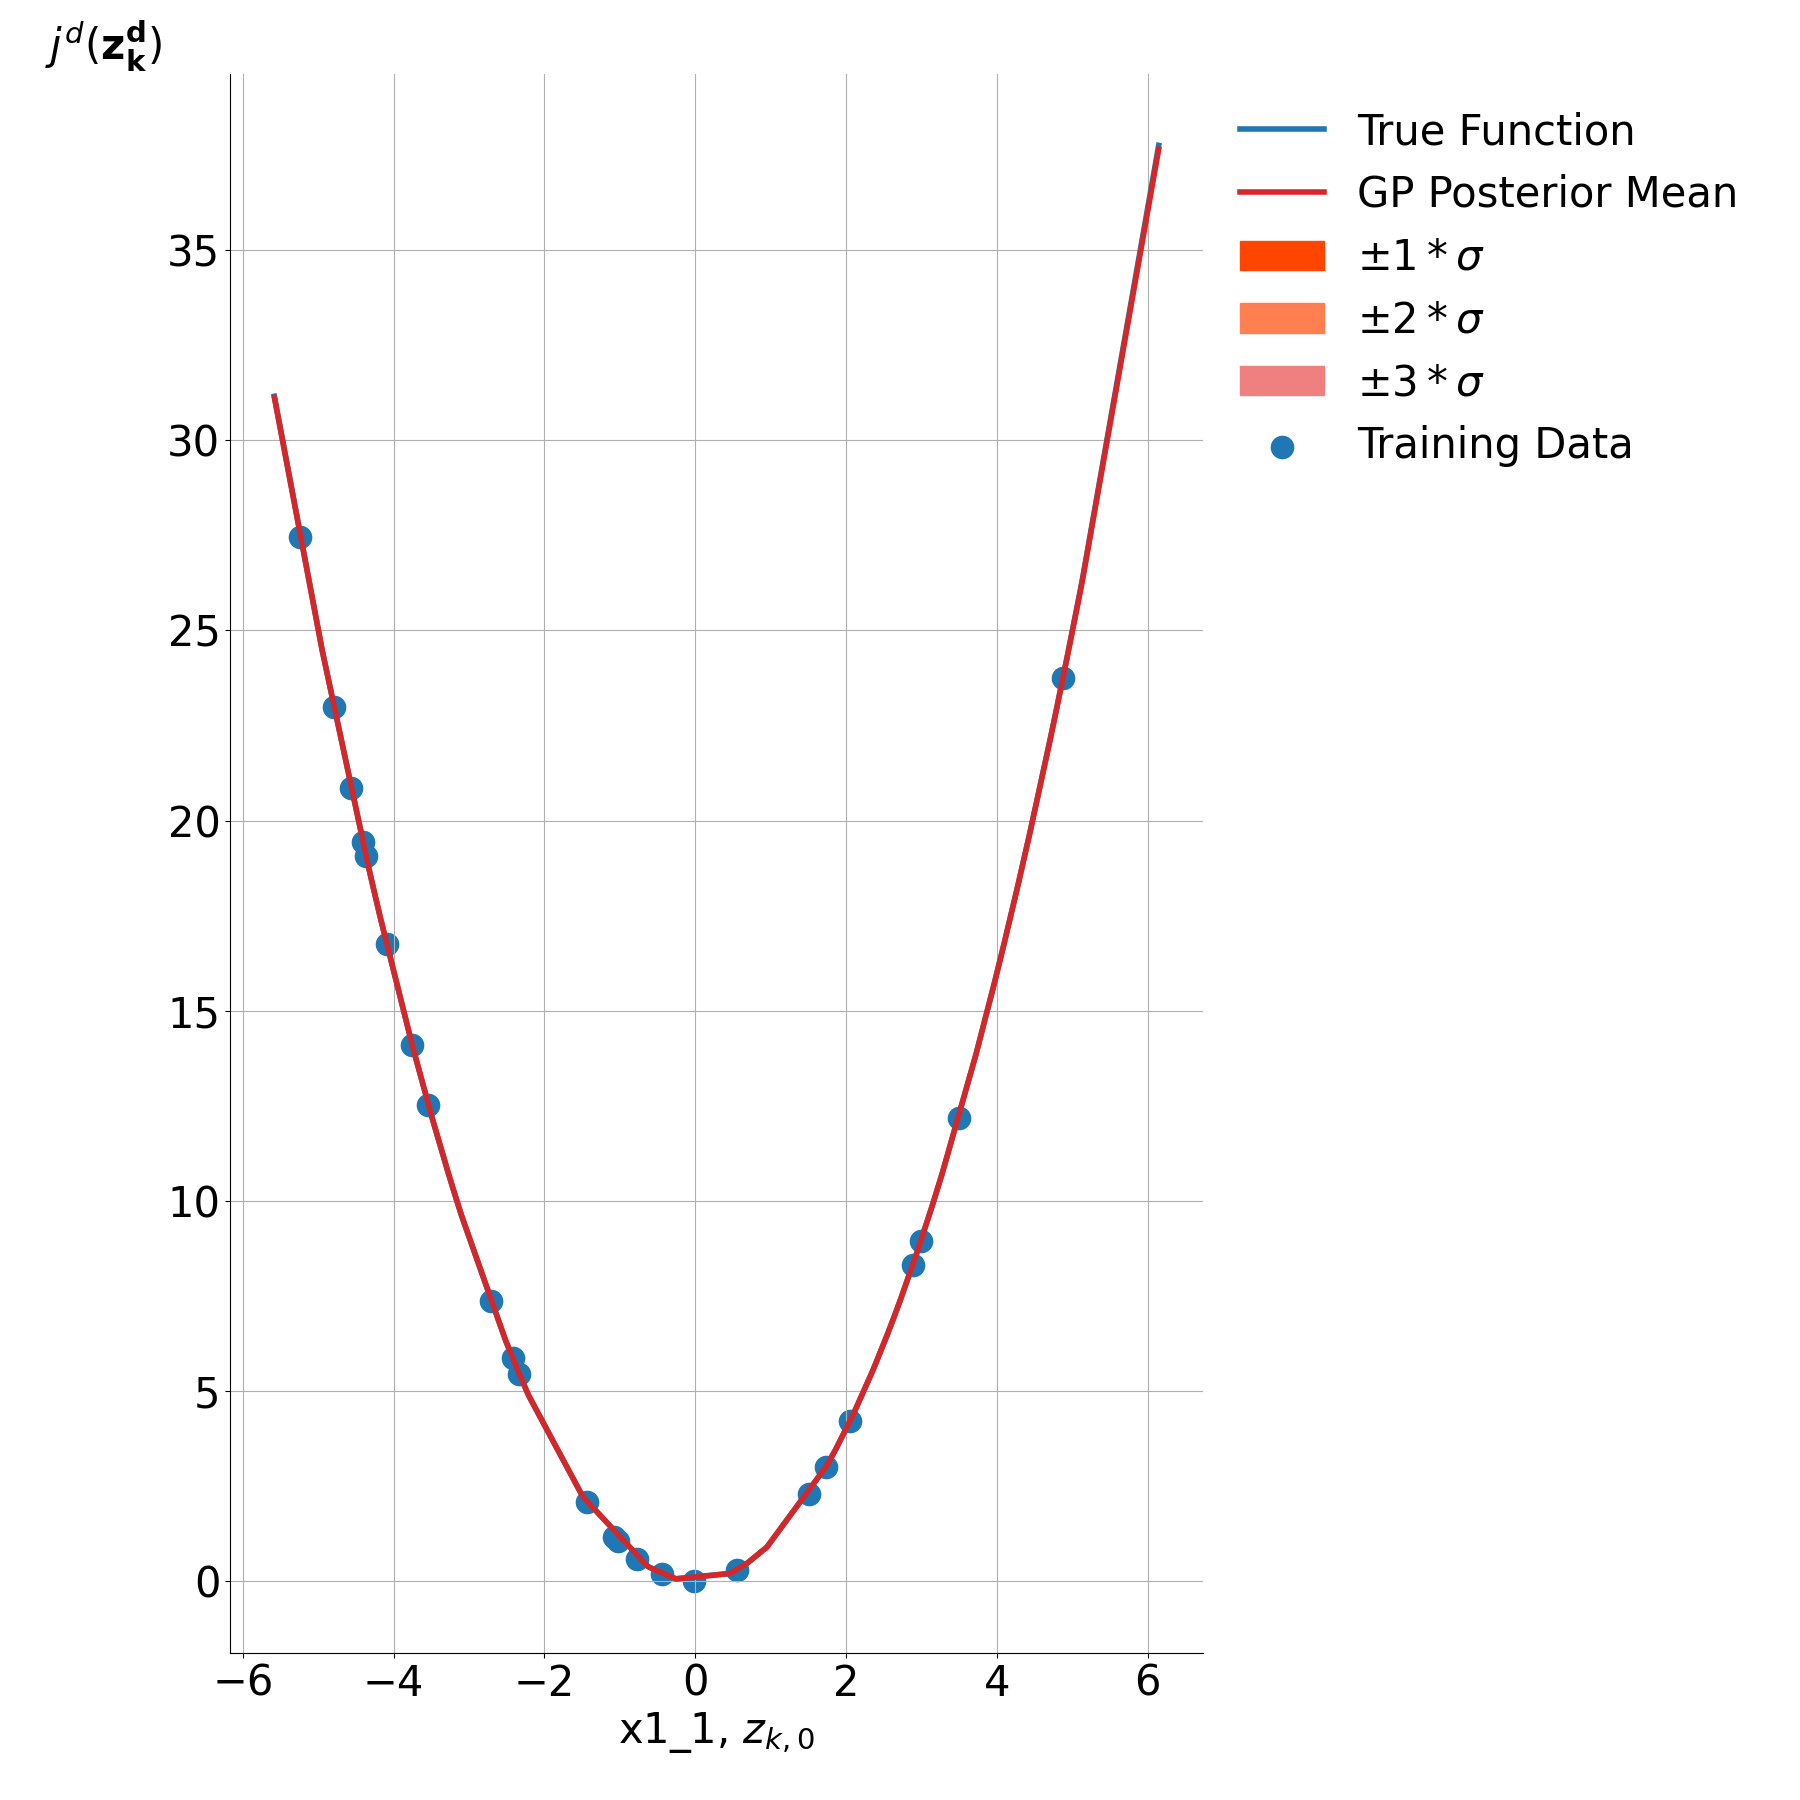 j^d(z_k^d)
True Function
GP Posterior Mean
±1 * σ
±2 * σ
±3 * σ
Training Data
35
30
25
20
15
10
5
0
−6 −4 −2 0 2 4 6
x1_1, z_{k,0}